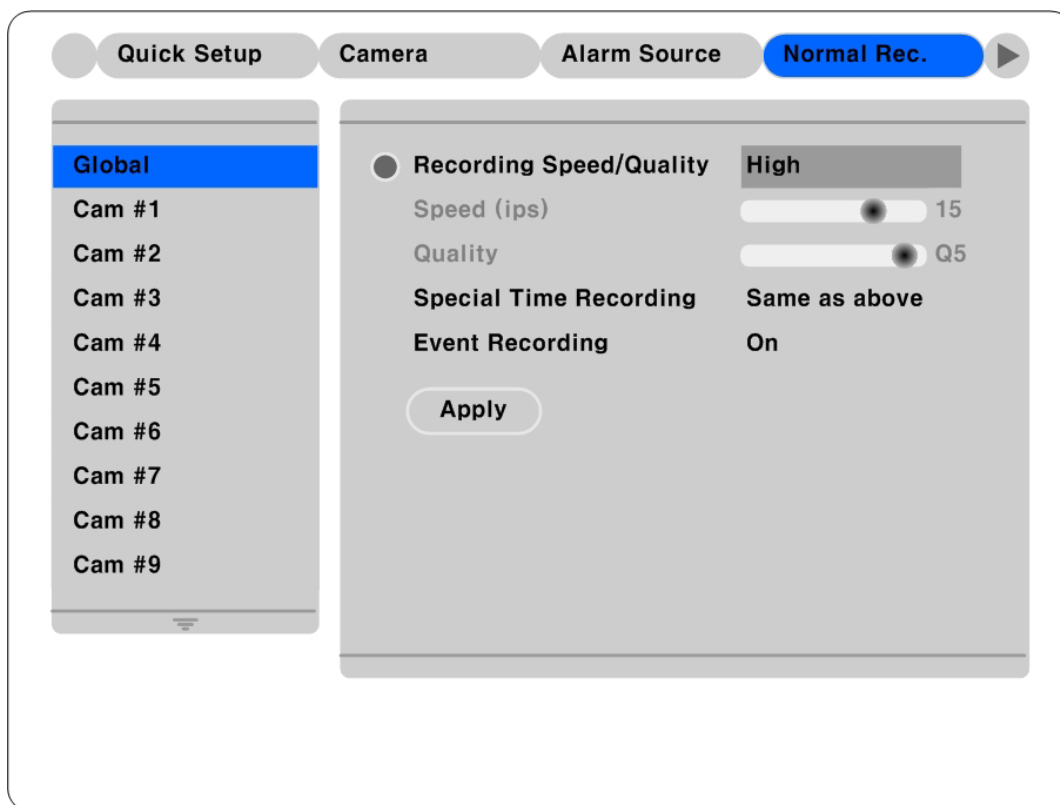 Quick Setup
Camera
Alarm Source
Normal Rec.
Global
Cam #1
Cam #2
Cam #3
Cam #4
Cam #5
Cam #6
Cam #7
Cam #8
Cam #9
Recording Speed/Quality High
Speed (ips) 15
Quality Q5
Special Time Recording Same as above
Event Recording On
Apply